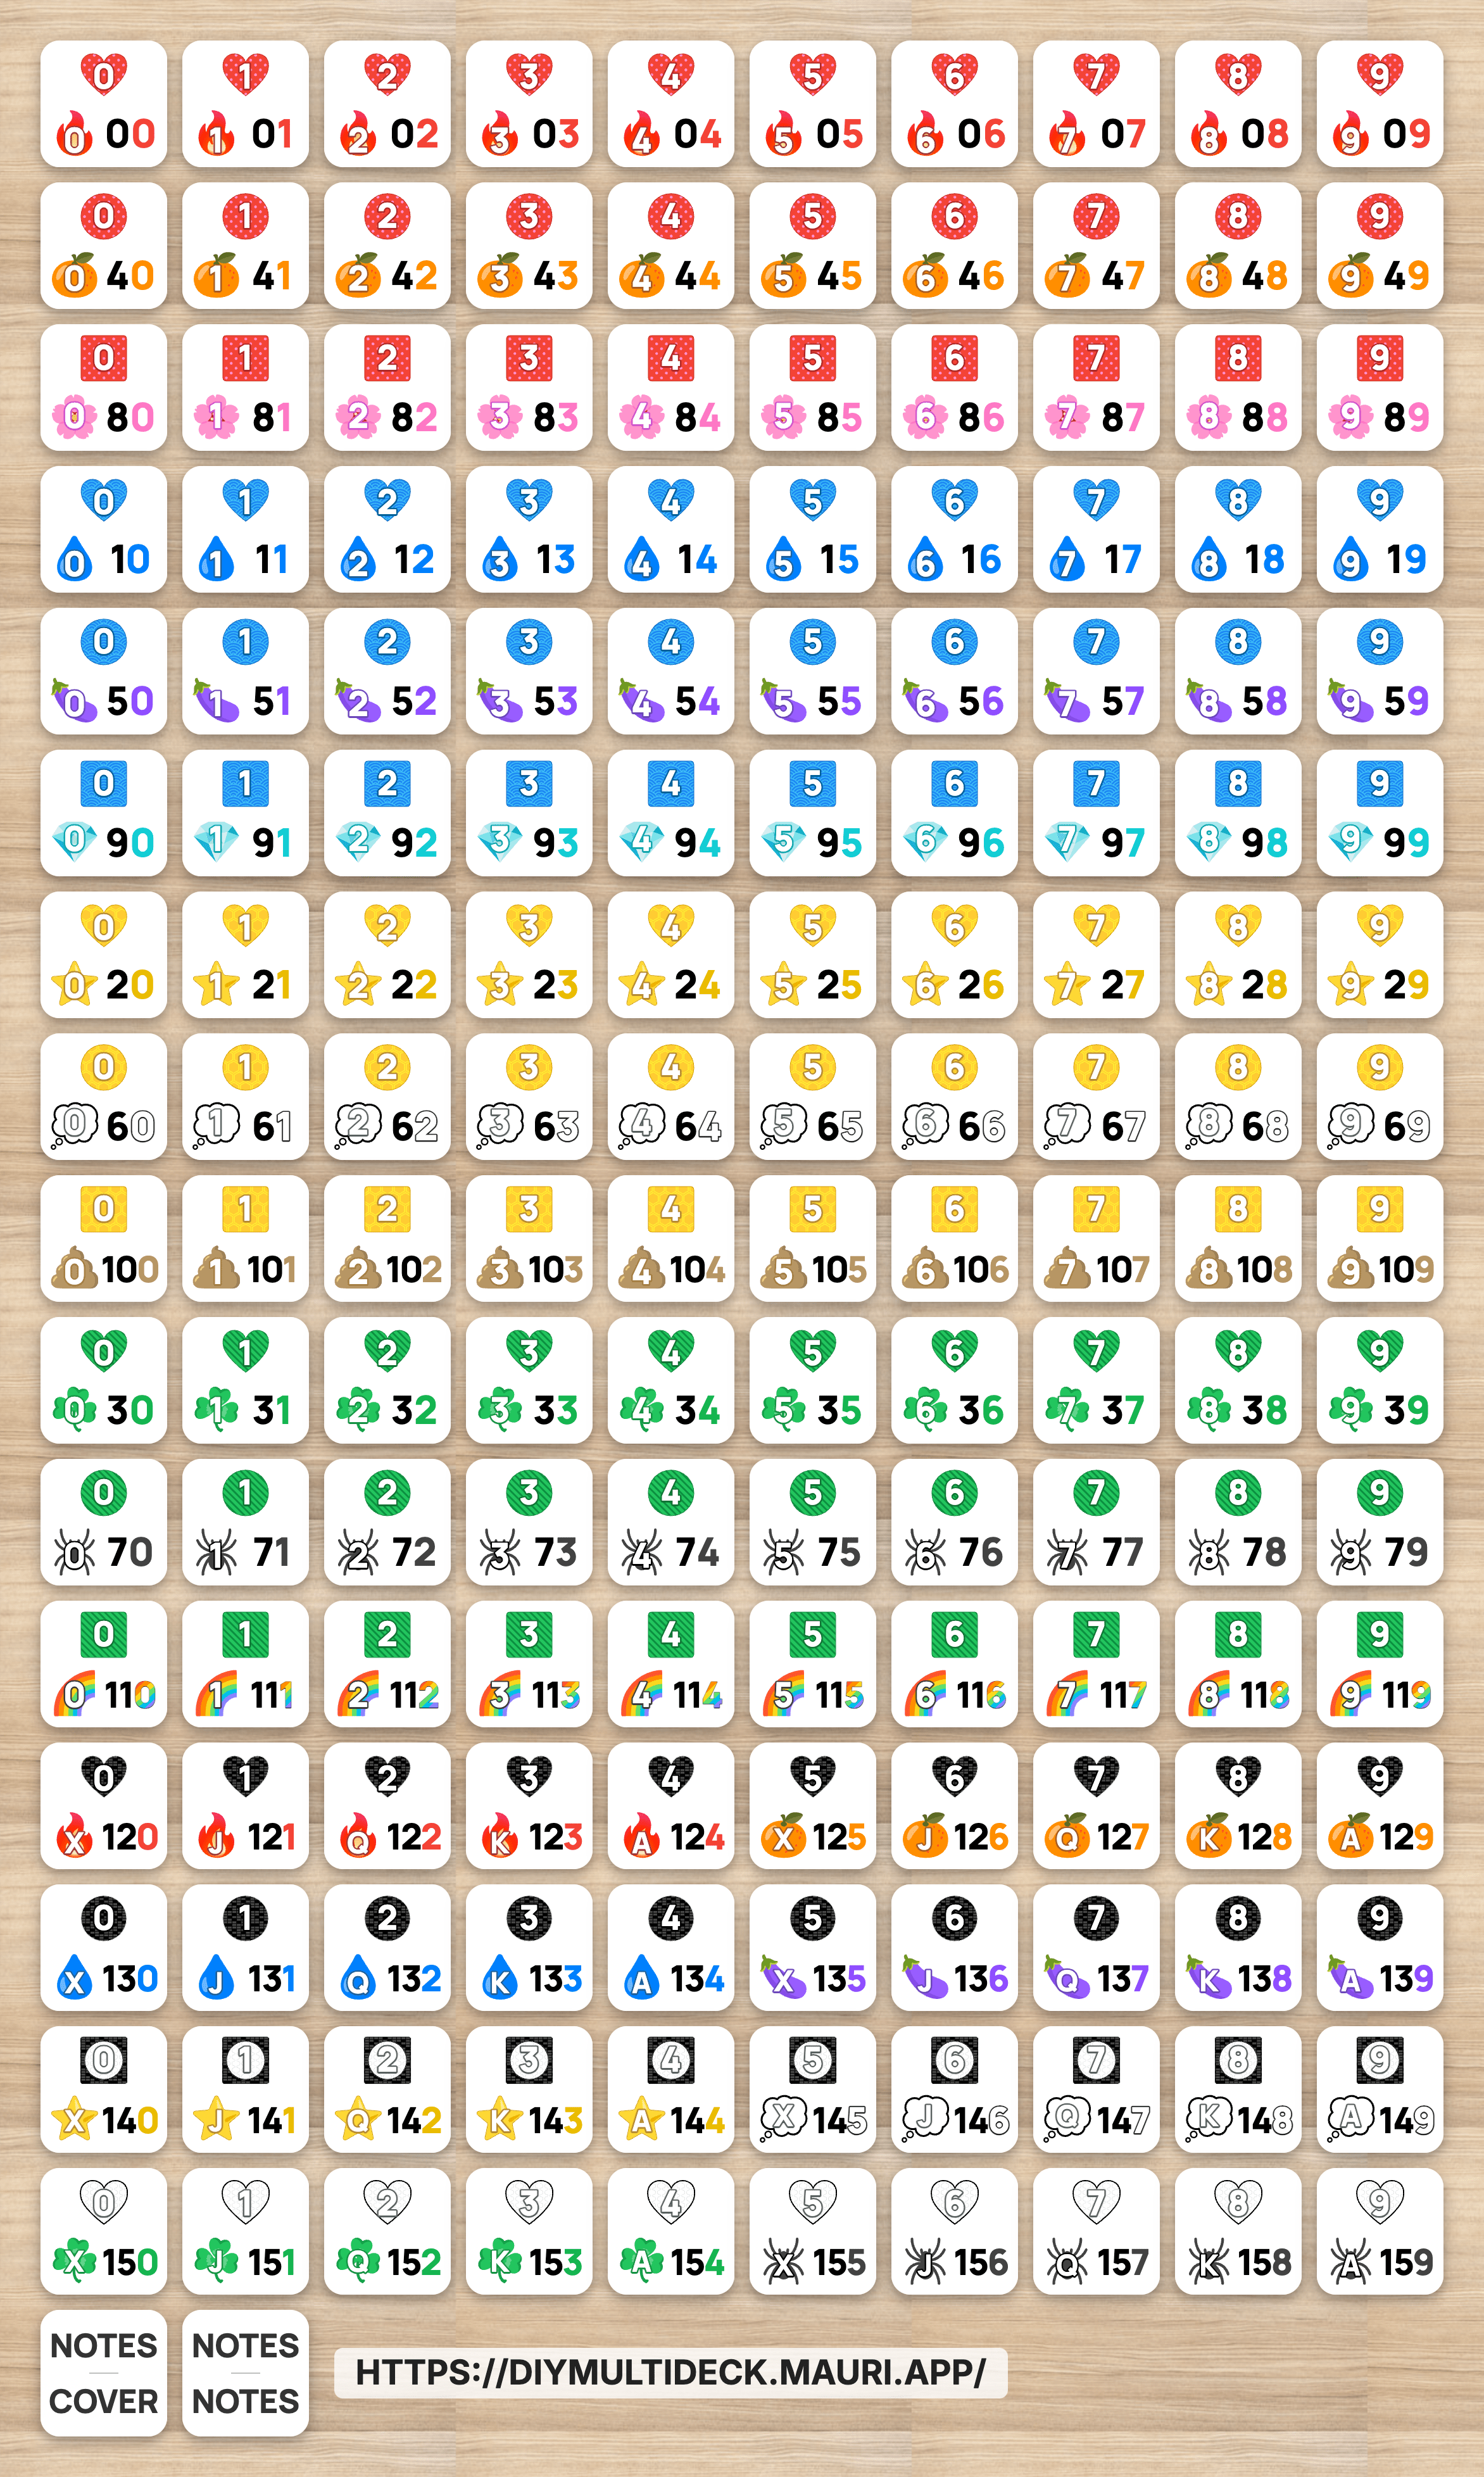 0 1 2 3 4 5 6 7 8 9
0 00 1 01 2 02 3 03 4 04 5 05 6 06 7 07 8 08 9 09
0 1 2 3 4 5 6 7 8 9
0 40 1 41 2 42 3 43 4 44 5 45 6 46 7 47 8 48 9 49
0 1 2 3 4 5 6 7 8 9
0 80 1 81 2 82 3 83 4 84 5 85 6 86 7 87 8 88 9 89
0 1 2 3 4 5 6 7 8 9
0 10 1 11 2 12 3 13 4 14 5 15 6 16 7 17 8 18 9 19
0 1 2 3 4 5 6 7 8 9
0 50 1 51 2 52 3 53 4 54 5 55 6 56 7 57 8 58 9 59
0 1 2 3 4 5 6 7 8 9
0 90 1 91 2 92 3 93 4 94 5 95 6 96 7 97 8 98 9 99
0 1 2 3 4 5 6 7 8 9
0 20 1 21 2 22 3 23 4 24 5 25 6 26 7 27 8 28 9 29
0 1 2 3 4 5 6 7 8 9
0 60 1 61 2 62 3 63 4 64 5 65 6 66 7 67 8 68 9 69
0 1 2 3 4 5 6 7 8 9
0 100 1 101 2 102 3 103 4 104 5 105 6 106 7 107 8 108 9 109
0 1 2 3 4 5 6 7 8 9
0 30 1 31 2 32 3 33 4 34 5 35 6 36 7 37 8 38 9 39
0 1 2 3 4 5 6 7 8 9
0 70 1 71 2 72 3 73 4 74 5 75 6 76 7 77 8 78 9 79
0 1 2 3 4 5 6 7 8 9
0 110 1 111 2 112 3 113 4 114 5 115 6 116 7 117 8 118 9 119
0 1 2 3 4 5 6 7 8 9
X 120 J 121 Q 122 K 123 A 124 X 125 J 126 Q 127 K 128 A 129
0 1 2 3 4 5 6 7 8 9
X 130 J 131 Q 132 K 133 A 134 X 135 J 136 Q 137 K 138 A 139
0 1 2 3 4 5 6 7 8 9
X 140 J 141 Q 142 K 143 A 144 X 145 J 146 Q 147 K 148 A 149
0 1 2 3 4 5 6 7 8 9
X 150 J 151 Q 152 K 153 A 154 X 155 J 156 Q 157 K 158 A 159
NOTES NOTES
COVER NOTES
HTTPS://DIYMULTIDECK.MAURI.APP/